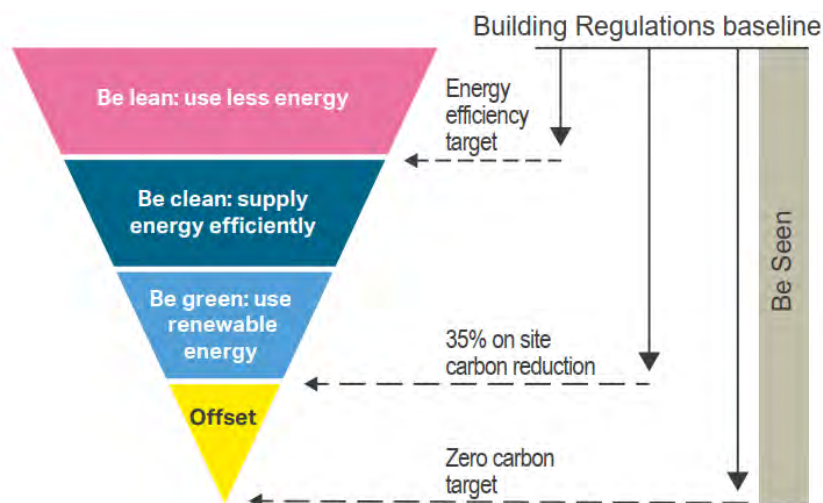 Building Regulations baseline
Be lean: use less energy
Energy
efficiency
target
Be clean: supply
energy efficiently
Be Seen
Be green: use
renewable
energy
35% on site
carbon reduction
Offset
Zero carbon
target